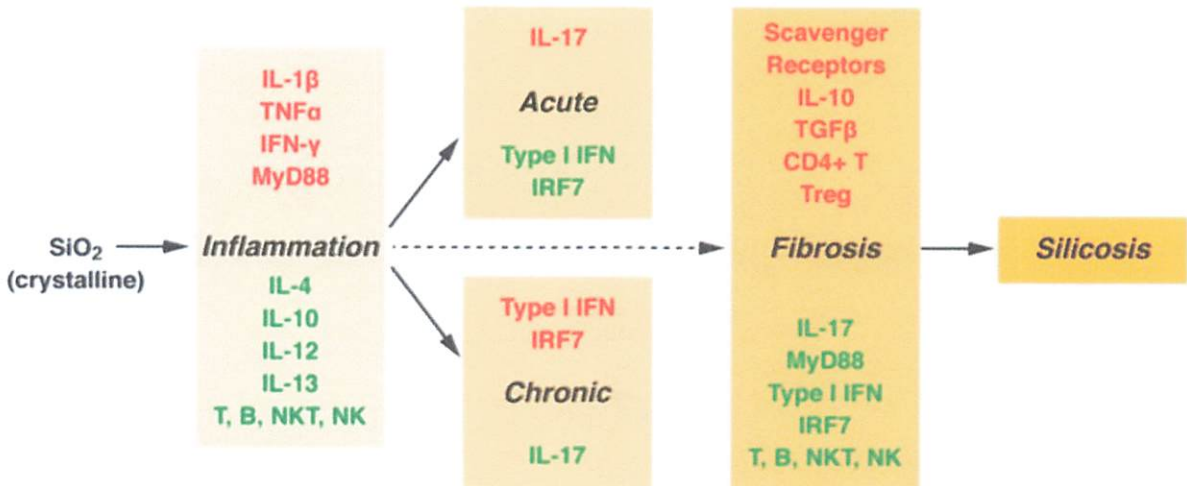 SiO2
(crystalline)
IL-1β
TNFα
IFN-γ
MyD88
Inflammation
IL-4
IL-10
IL-12
IL-13
T, B, NKT, NK
IL-17
Acute
Type I IFN
IRF7
Type I IFN
IRF7
Chronic
IL-17
Scavenger
Receptors
IL-10
TGFβ
CD4+ T
Treg
Fibrosis
IL-17
MyD88
Type I IFN
IRF7
T, B, NKT, NK
Silicosis